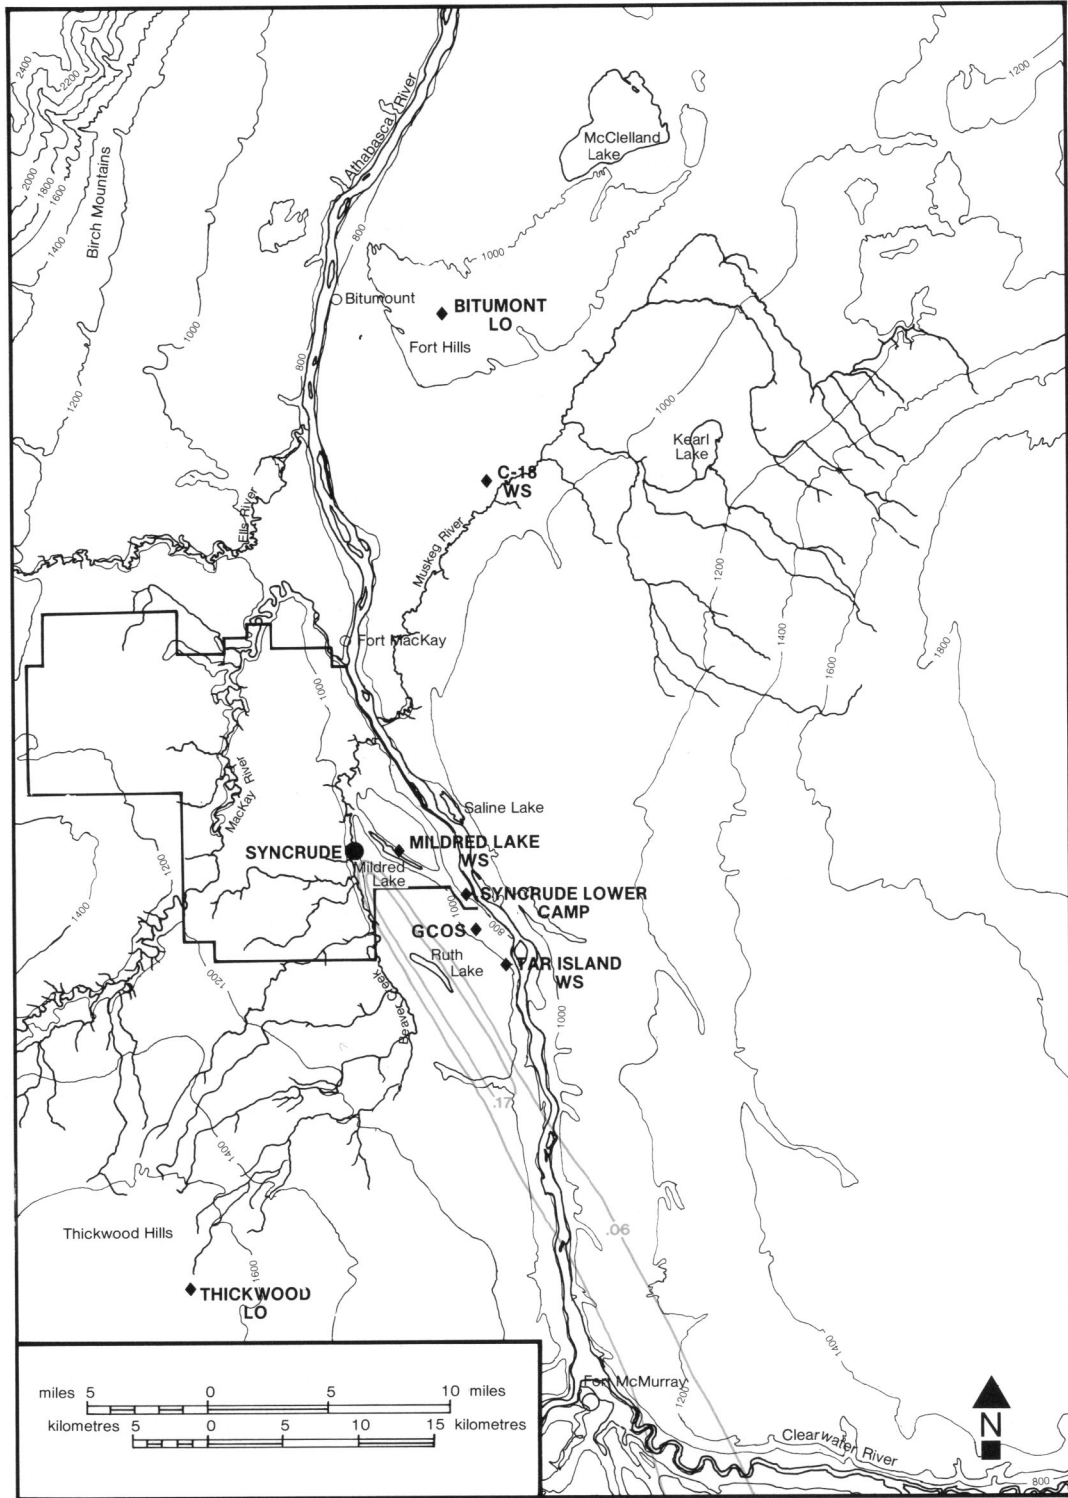 2400
2200
2000
1800
1600
1400
Birch Mountains
1200
1000
800
Athabasca River
800
McClelland
Lake
1200
1000
Bitumount
BITUMONT
LO
Fort Hills
1000
Kearl
Lake
C-18
WS
Ells River
Muskeg River
1200
1400
1600
1800
Fort MacKay
1000
MacKay River
Saline Lake
SYNCRUDE
MILDRED LAKE
WS
Mildred
Lake
1200
1400
SYNCRUDE LOWER
CAMP
1000
800
GCOS
Ruth
Lake
TAR ISLAND
WS
Beaver Creek
1200
1000
.17
1400
.06
Thickwood Hills
1600
THICKWOOD
LO
1400
Fort McMurray
1200
Clearwater River
800
N
miles 5 0 5 10 miles
kilometres 5 0 5 10 15 kilometres